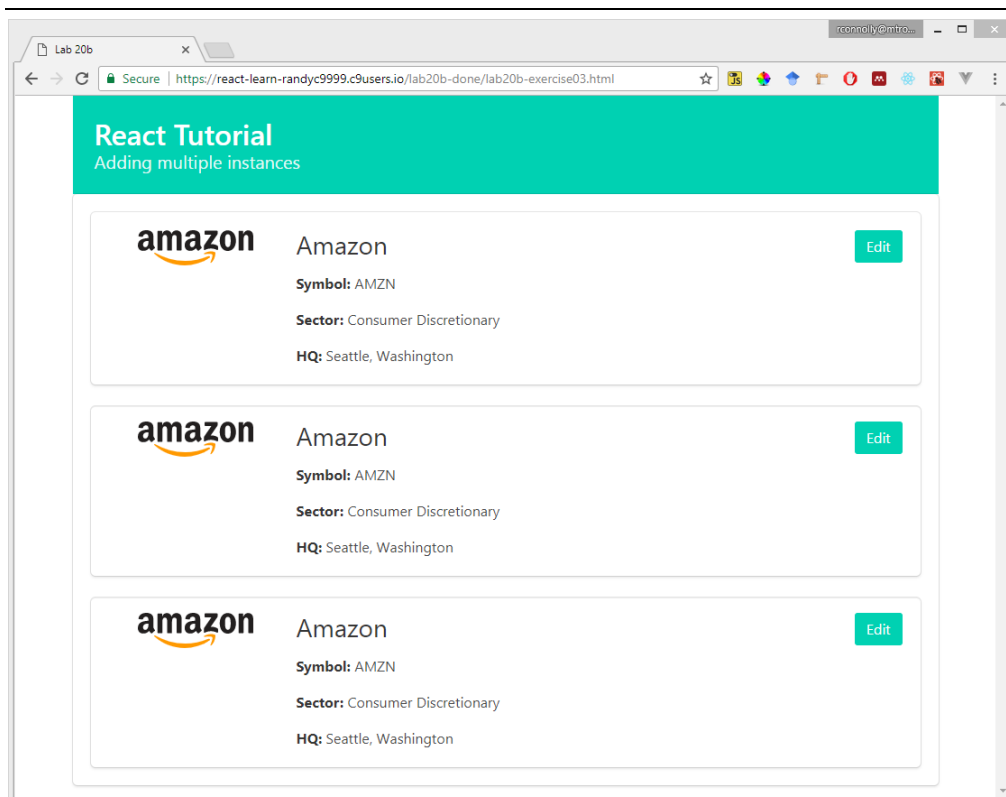 rconnolly@mtro...
Lab 20b
Secure https://react-learn-randyc9999.c9users.io/lab20b-done/lab20b-exercise03.html
JS
React Tutorial
Adding multiple instances
amazon
Amazon
Edit
Symbol: AMZN
Sector: Consumer Discretionary
HQ: Seattle, Washington
amazon
Amazon
Edit
Symbol: AMZN
Sector: Consumer Discretionary
HQ: Seattle, Washington
amazon
Amazon
Edit
Symbol: AMZN
Sector: Consumer Discretionary
HQ: Seattle, Washington